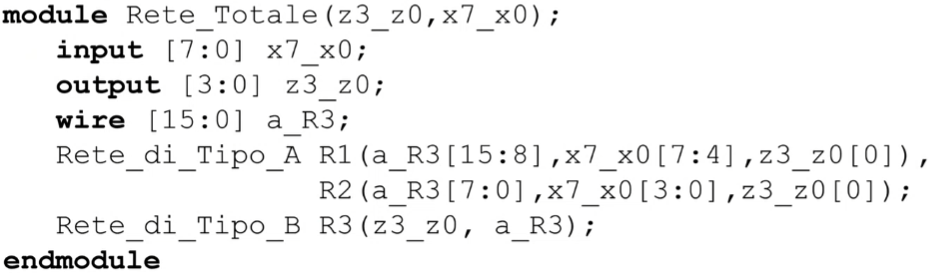 module Rete_Totale(z3_z0,x7_x0);
input [7:0] x7_x0;
output [3:0] z3_z0;
wire [15:0] a_R3;
Rete_di_Tipo_A R1(a_R3[15:8],x7_x0[7:4],z3_z0[0]),
R2(a_R3[7:0],x7_x0[3:0],z3_z0[0]);
Rete_di_Tipo_B R3(z3_z0, a_R3);
endmodule